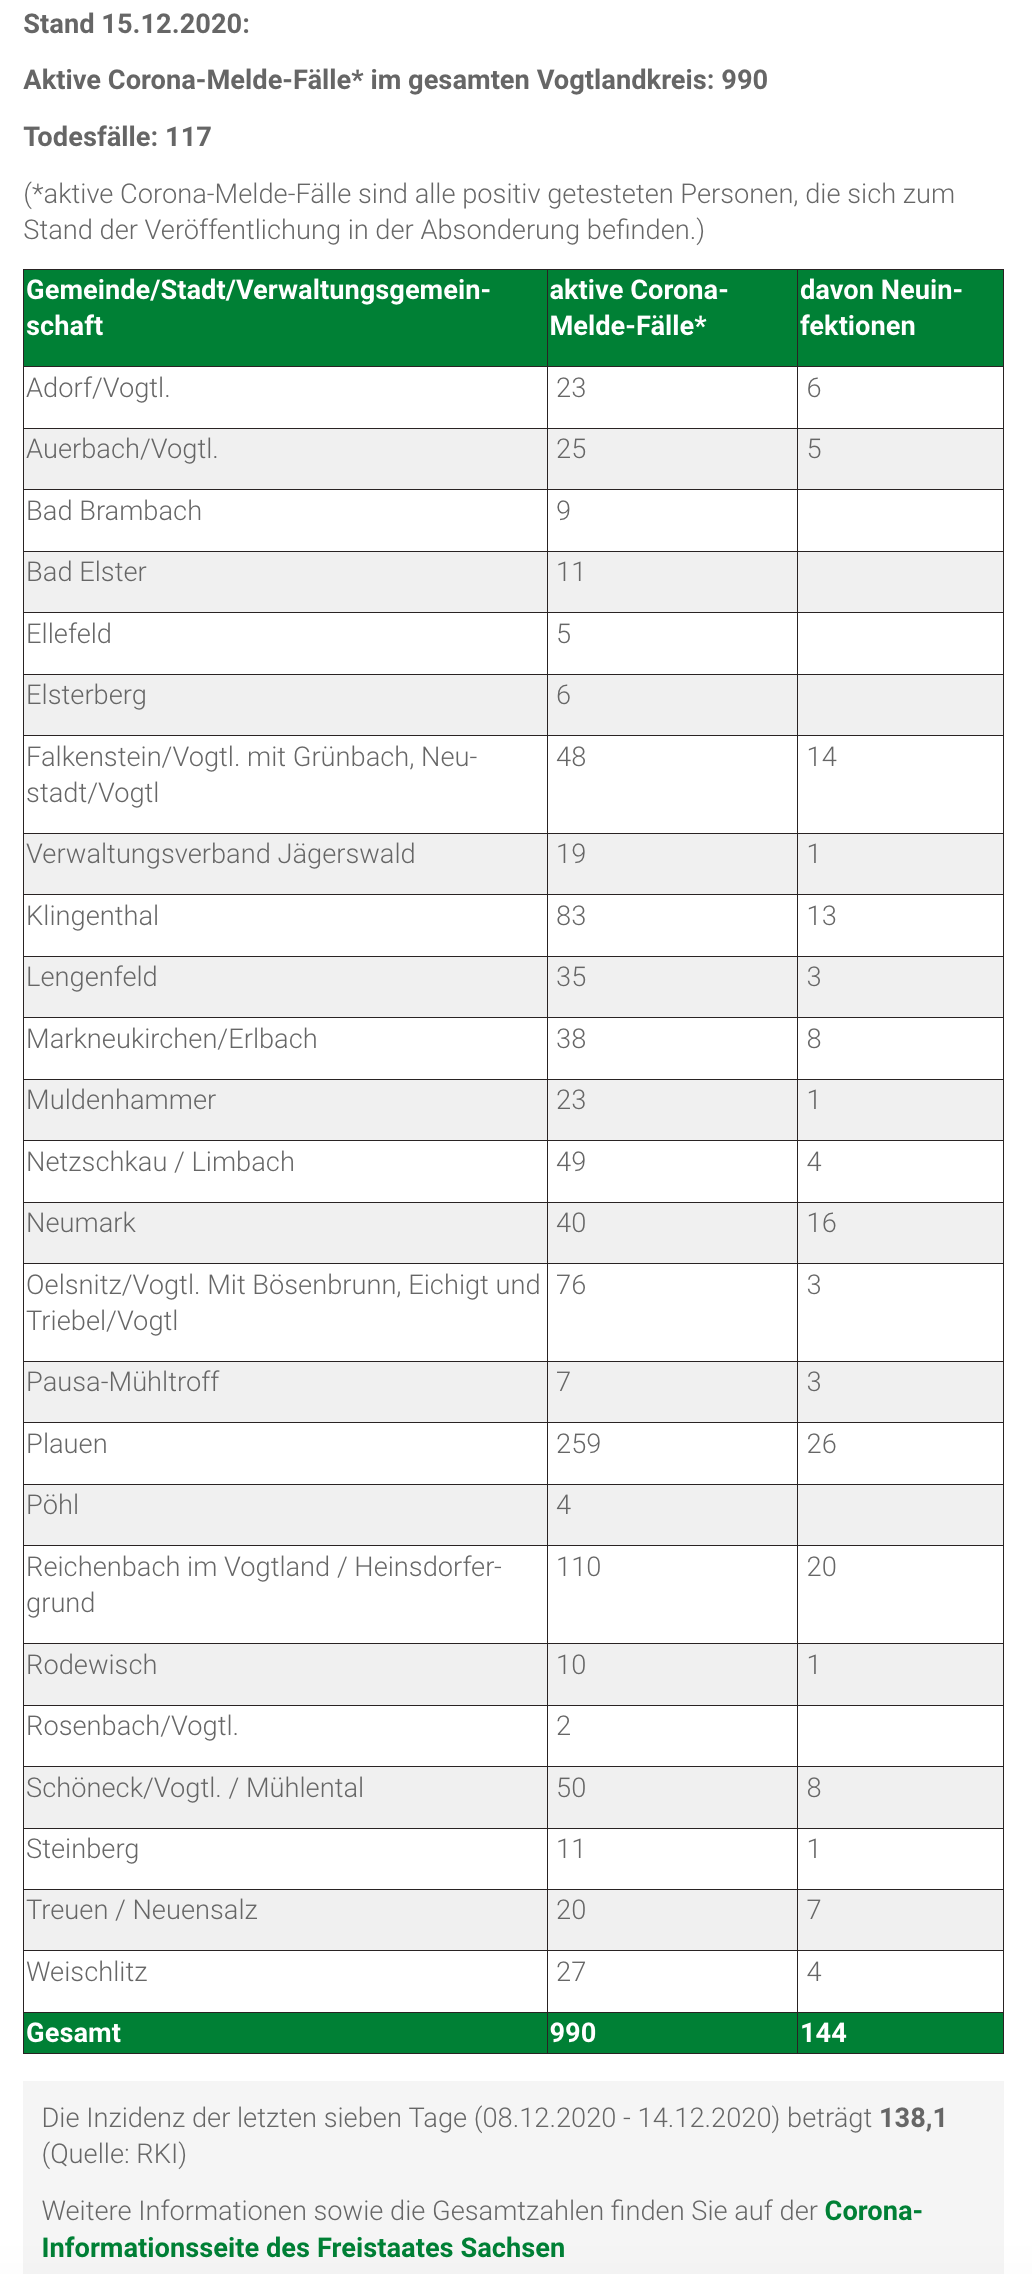 Stand 15.12.2020:
Aktive Corona-Melde-Fälle* im gesamten Vogtlandkreis: 990
Todesfälle: 117
(*aktive Corona-Melde-Fälle sind alle positiv getesteten Personen, die sich zum
Stand der Veröffentlichung in der Absonderung befinden.)
Gemeinde/Stadt/Verwaltungsgemein- aktive Corona- davon Neuin-
schaft Melde-Fälle* fektionen
Adorf/Vogtl. 23 6
Auerbach/Vogtl. 25 5
Bad Brambach 9
Bad Elster 11
Ellefeld 5
Elsterberg 6
Falkenstein/Vogtl. mit Grünbach, Neu- 48 14
stadt/Vogtl
Verwaltungsverband Jägerswald 19 1
Klingenthal 83 13
Lengenfeld 35 3
Markneukirchen/Erlbach 38 8
Muldenhammer 23 1
Netzschkau / Limbach 49 4
Neumark 40 16
Oelsnitz/Vogtl. Mit Bösenbrunn, Eichigt und 76 3
Triebel/Vogtl
Pausa-Mühltroff 7 3
Plauen 259 26
Pöhl 4
Reichenbach im Vogtland / Heinsdorfer- 110 20
grund
Rodewisch 10 1
Rosenbach/Vogtl. 2
Schöneck/Vogtl. / Mühlental 50 8
Steinberg 11 1
Treuen / Neuensalz 20 7
Weischlitz 27 4
Gesamt 990 144
Die Inzidenz der letzten sieben Tage (08.12.2020 - 14.12.2020) beträgt 138,1
(Quelle: RKI)
Weitere Informationen sowie die Gesamtzahlen finden Sie auf der Corona-
Informationsseite des Freistaates Sachsen